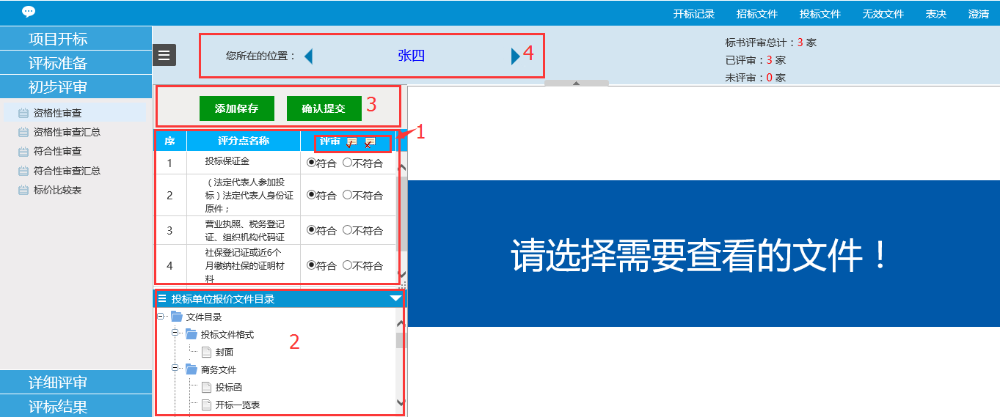 开标记录 招标文件 投标文件 无效文件 表决 澄清
项目开标
评标准备
初步评审
资格性审查
资格性审查汇总
符合性审查
符合性审查汇总
标价比较表
详细评审
评标结果
您所在的位置： 张四 4
标书评审总计：3 家
已评审：3 家
未评审：0 家
添加保存 确认提交 3
序 评分点名称 评审 1
1 投标保证金 符合 不符合
（法定代表人参加投
2 标）法定代表人身份证 符合 不符合
原件；
营业执照、税务登记
3 证、组织机构代码证 符合 不符合
社保登记证或近6个
4 月缴纳社保的证明材 符合 不符合
料
投标单位报价文件目录
文件目录
投标文件格式 2
封面
商务文件
投标函
开标一览表
请选择需要查看的文件！